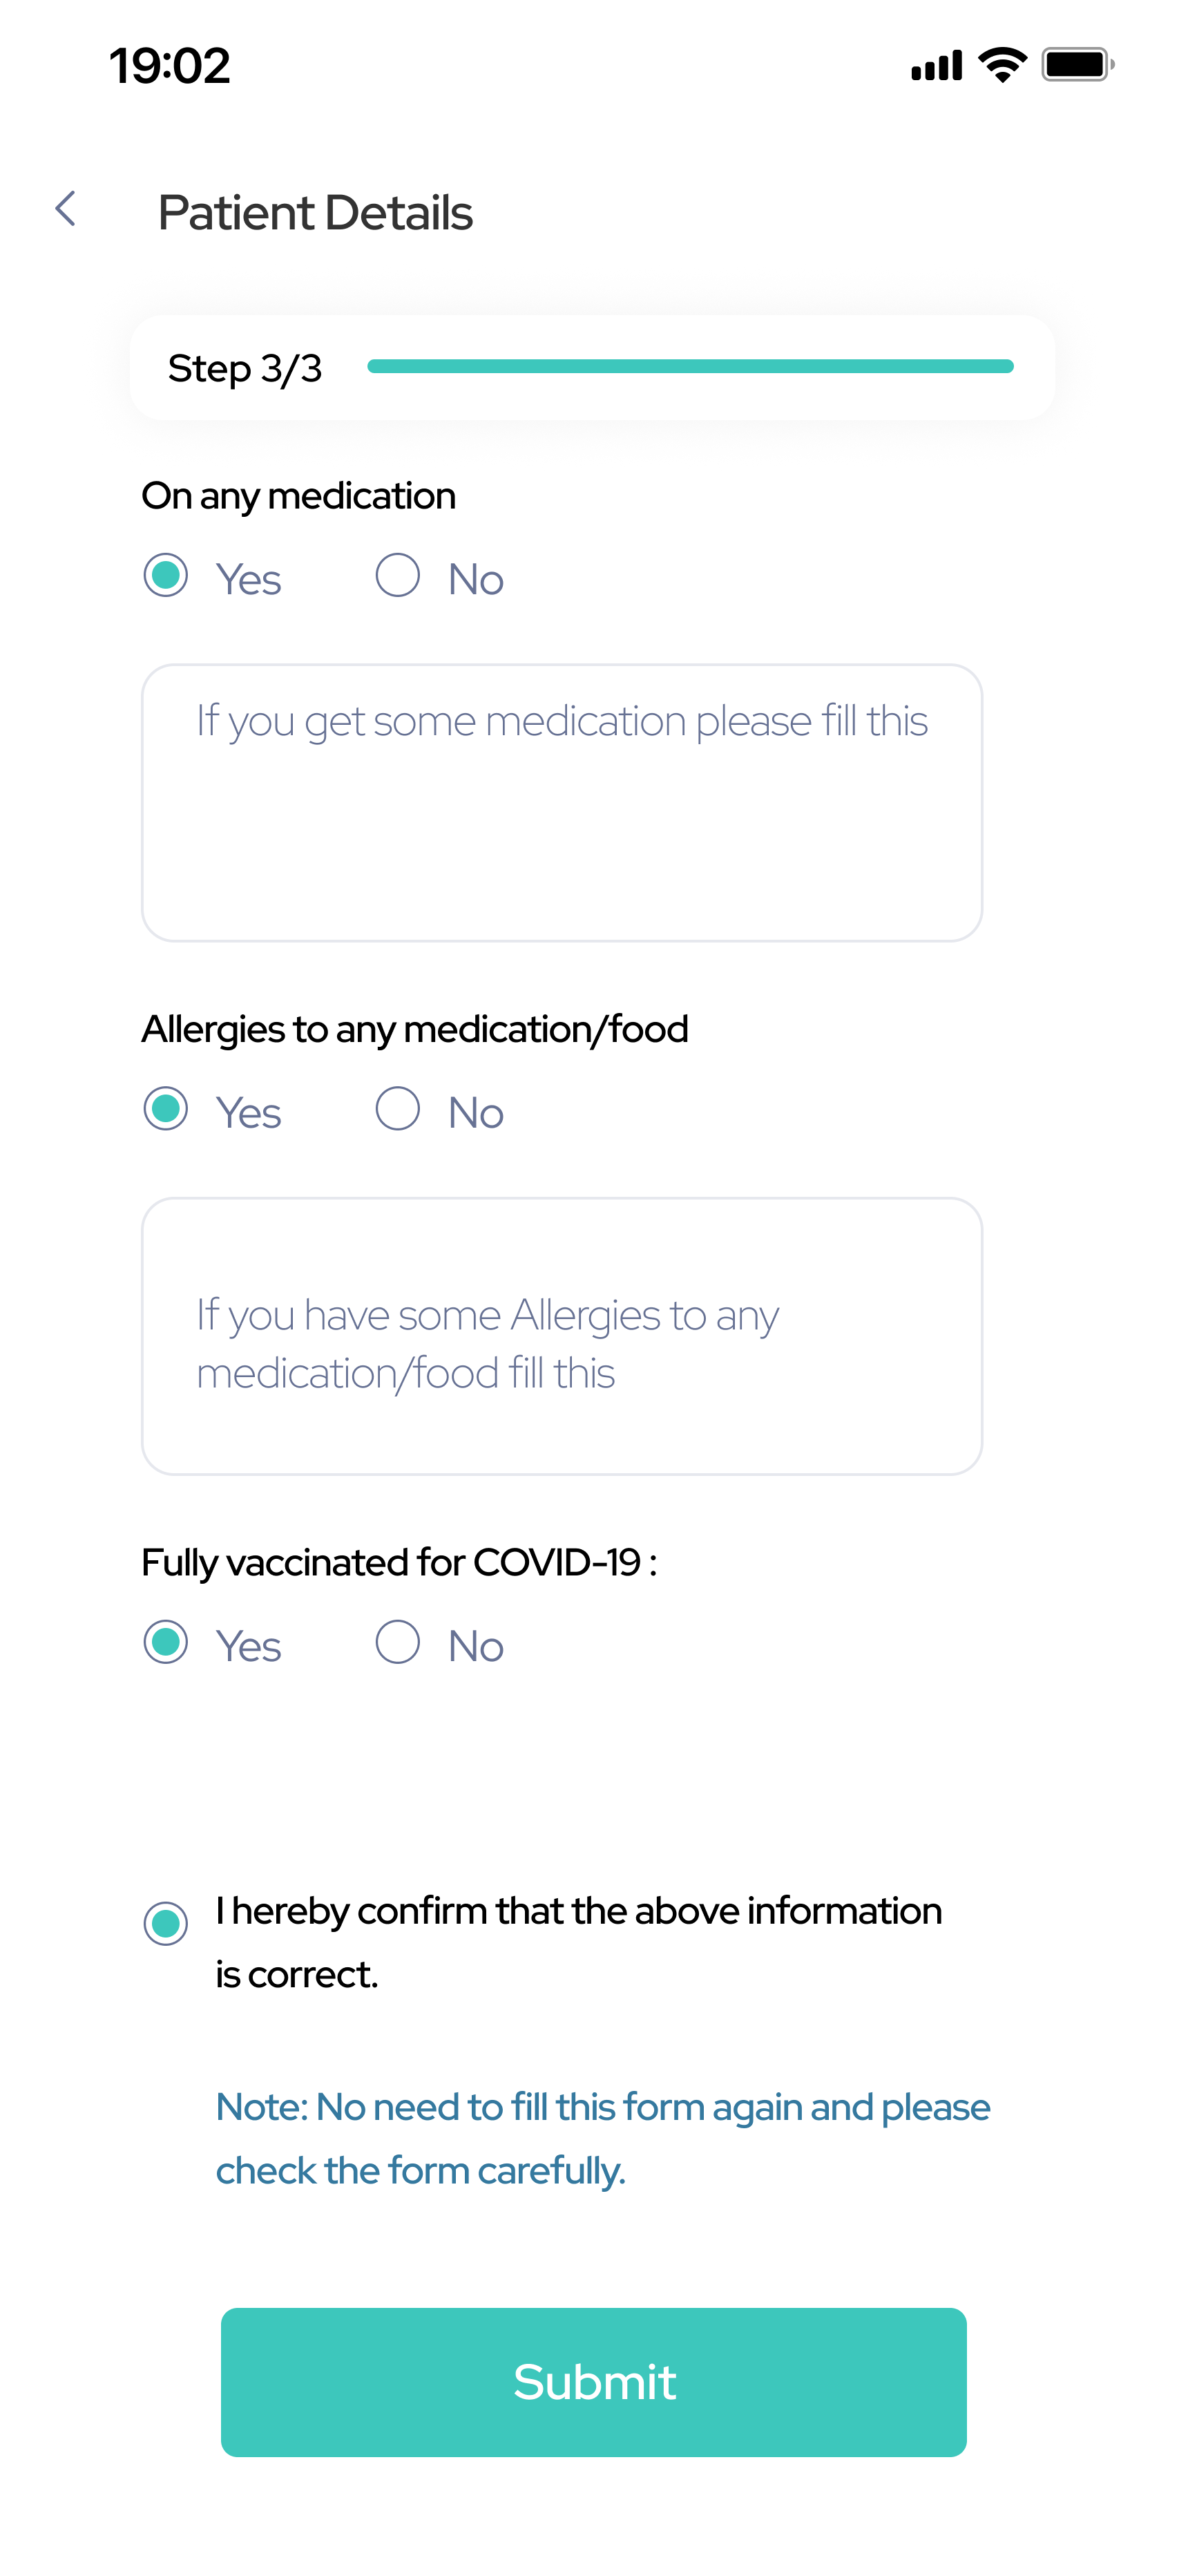 19:02
Patient Details
Step 3/3
On any medication
Yes No
If you get some medication please fill this
Allergies to any medication/food
Yes No
If you have some Allergies to any
medication/food fill this
Fully vaccinated for COVID-19 :
Yes No
I hereby confirm that the above information
is correct.
Note: No need to fill this form again and please
check the form carefully.
Submit